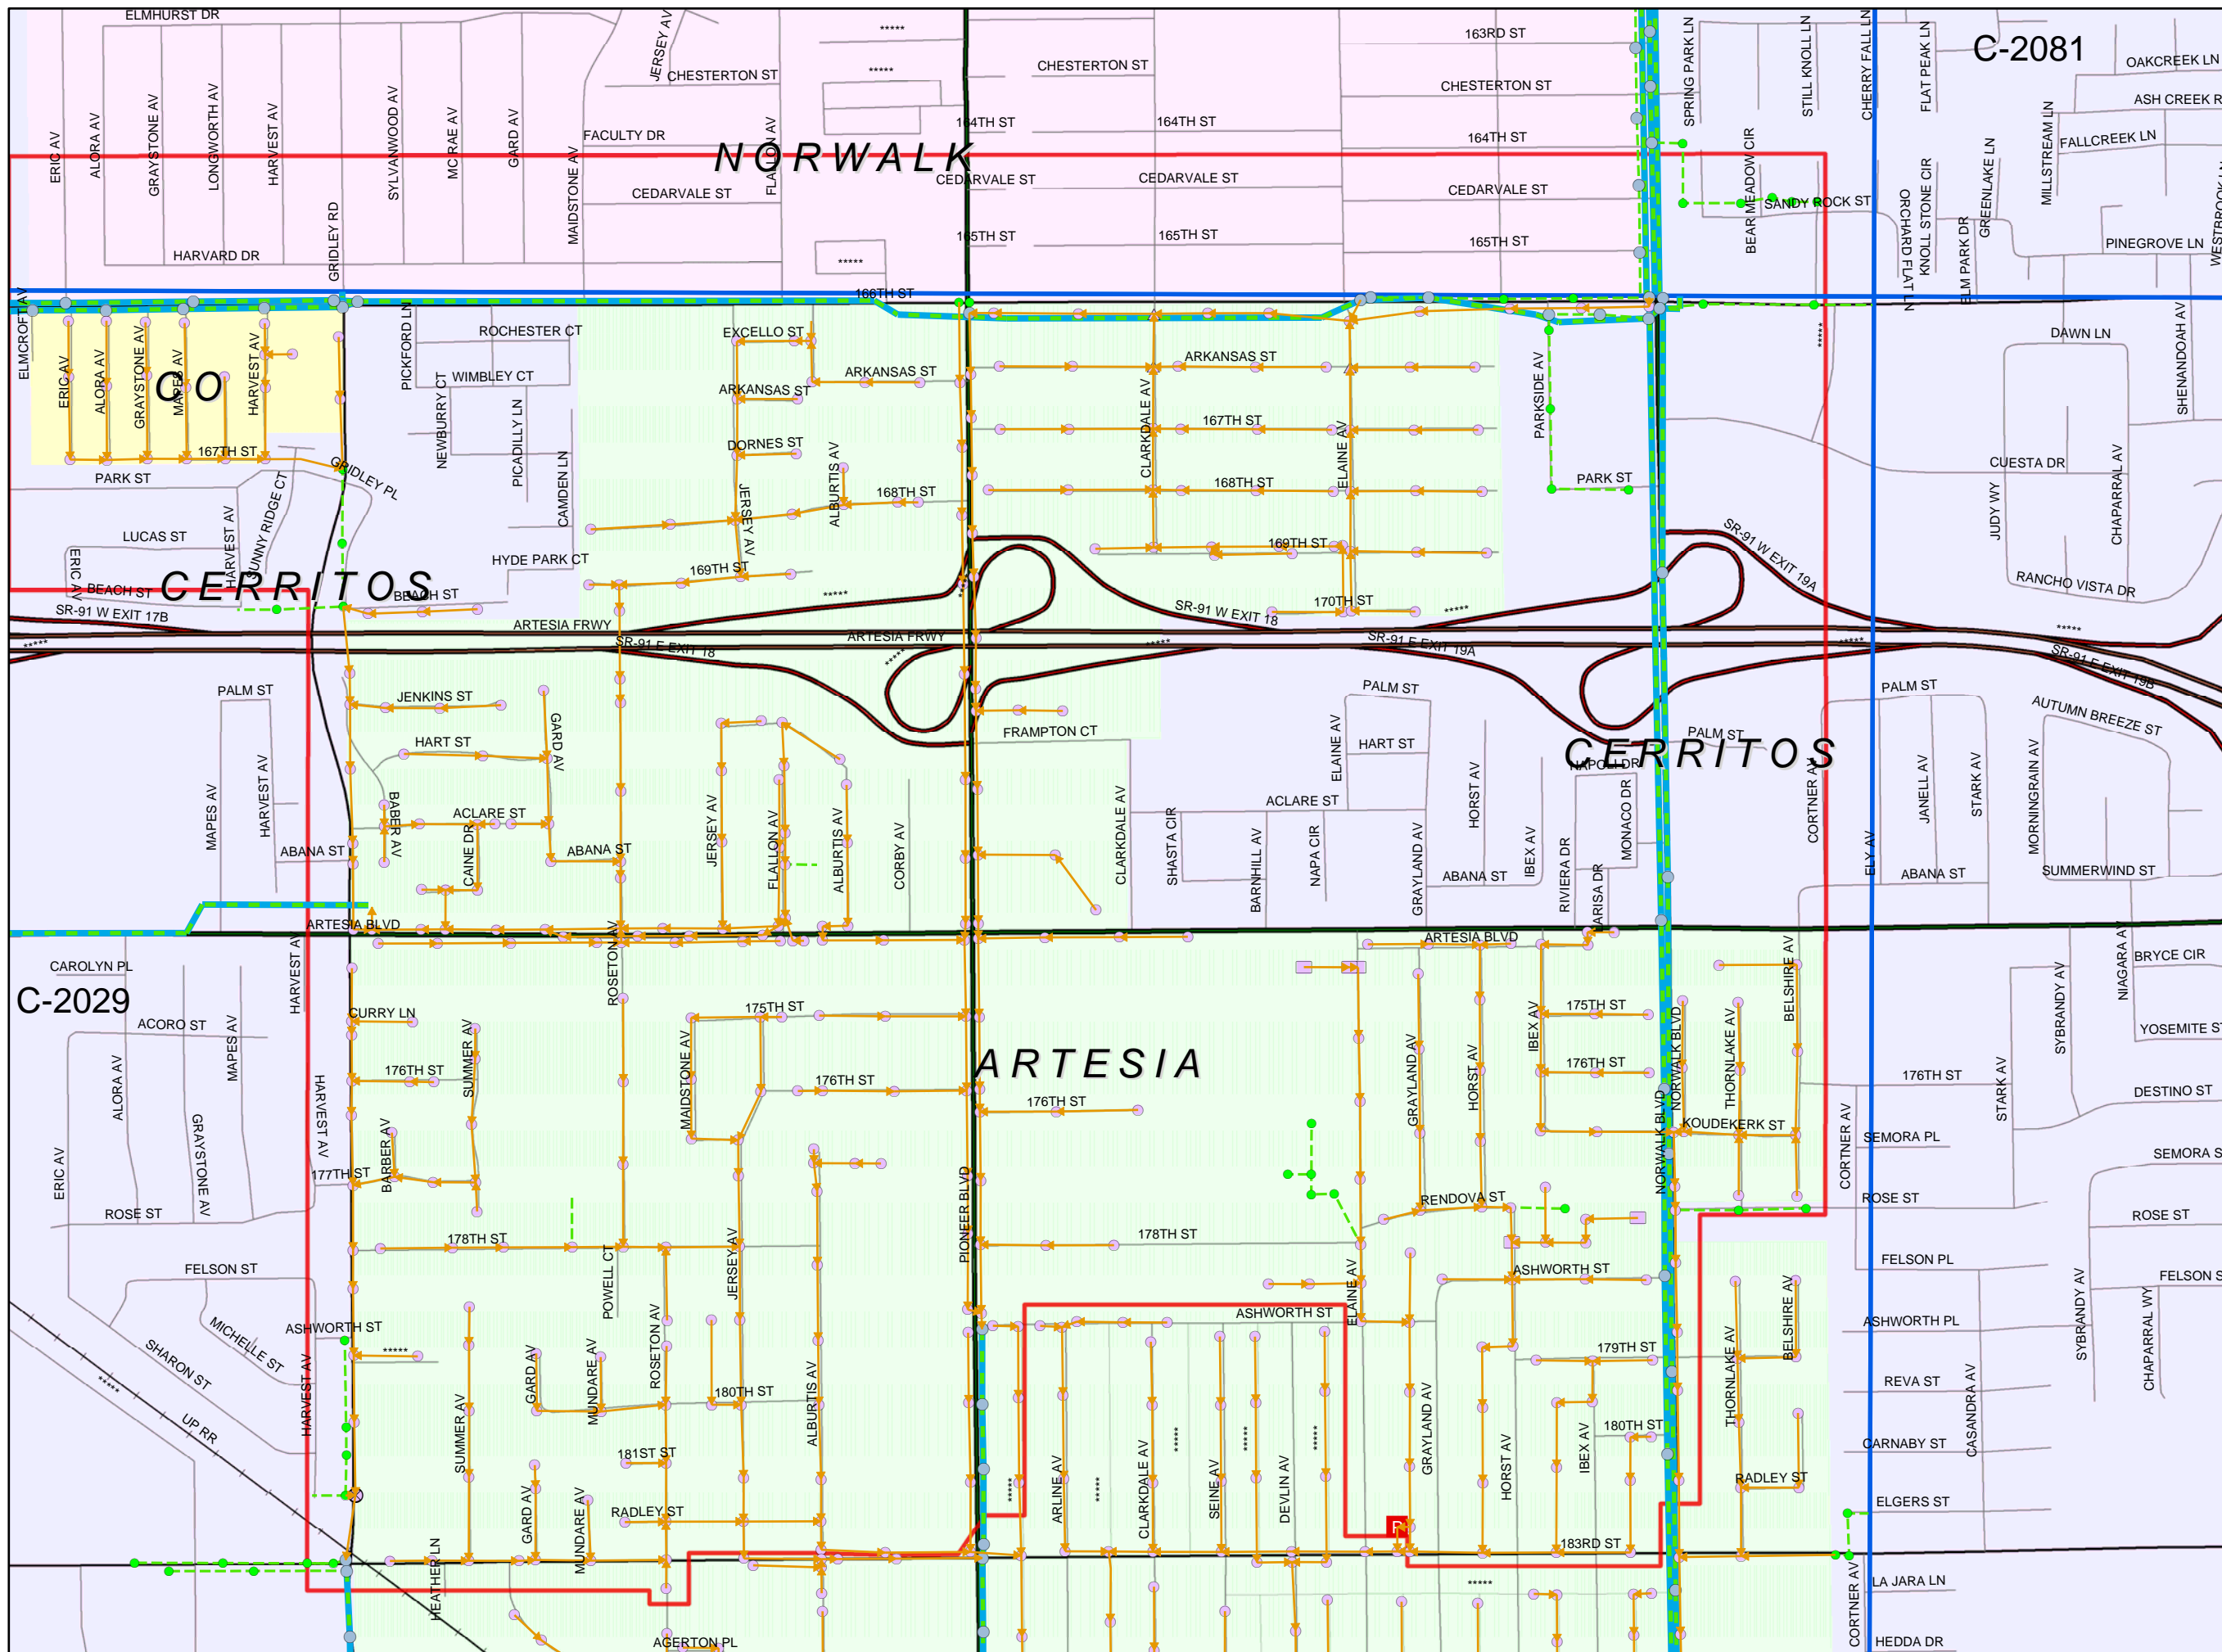 ELMHURST DR
JERSEY AV
*****
163RD ST
SPRING PARK LN
STILL KNOLL LN
CHERRY FALL LN
FLAT PEAK LN
C-2081
OAKCREEK LN
CHESTERTON ST
*****
CHESTERTON ST
CHESTERTON ST
ASH CREEK R
ERIC AV
ALORA AV
GRAYSTONE AV
LONGWORTH AV
HARVEST AV
SYLVANWOOD AV
MC RAE AV
GARD AV
FACULTY DR
164TH ST
164TH ST
164TH ST
MILLSTREAM LN
FALLCREEK LN
NORWALK
MAIDSTONE AV
CEDARVALE ST
CEDARVALE ST
CEDARVALE ST
CEDARVALE ST
BEAR MEADOW CIR
SANDY ROCK ST
ORCHARD FLAT LN
KNOLL STONE CIR
GREENLAKE LN
ELM PARK DR
GRIDLEY RD
HARVARD DR
*****
165TH ST
165TH ST
165TH ST
PINEGROVE LN
166TH ST
ELMCROFT AV
PICKFORD LN
ROCHESTER CT
EXCELLO ST
*****
DAWN LN
SHENANDOAH AV
CO
ERIC AV
ALORA AV
GRAYSTONE AV
MAPES AV
HARVEST AV
WIMBLEY CT
ARKANSAS ST
ARKANSAS ST
ARKANSAS ST
CLARKDALE AV
PARKSIDE AV
NEWBURRY CT
PICADILLY LN
CAMDEN LN
167TH ST
DORNES ST
167TH ST
ELAINE AV
CUESTA DR
CHAPARRAL AV
JUDY WY
PARK ST
GRIDLEY PL
ALBURTIS AV
168TH ST
168TH ST
PARK ST
LUCAS ST
HARVEST AV
SUNNY RIDGE CT
JERSEY AV
169TH ST
SR-91 W EXIT 19A
HYDE PARK CT
169TH ST
RANCHO VISTA DR
CERRITOS
ERIC AV
BEACH ST
BEACH ST
*****
*****
SR-91 W EXIT 18
170TH ST
*****
SR-91 W EXIT 17B
ARTESIA FRWY
ARTESIA FRWY
*****
SR-91 E EXIT 18
*****
*****
SR-91 E EXIT 19A
*****
*****
SR-91 E EXIT 19B
PALM ST
JENKINS ST
PALM ST
PALM ST
AUTUMN BREEZE ST
HART ST
GARD AV
FRAMPTON CT
ELAINE AV
HART ST
CERRITOS
PALM ST
NAPOLI DR
MAPES AV
HARVEST AV
BABER AV
ACLARE ST
JERSEY AV
FLALLON AV
ALBURTIS AV
CORBY AV
CLARKDALE AV
SHASTA CIR
ACLARE ST
BARNHILL AV
NAPA CIR
GRAYLAND AV
HORST AV
IBEX AV
RIVIERA DR
MONACO DR
CORTNER AV
ELY AV
JANELL AV
STARK AV
MORNINGRAIN AV
ABANA ST
CAINE DR
ABANA ST
ABANA ST
ABANA ST
SUMMERWIND ST
ARTESIA BLVD
ARTESIA BLVD
CAROLYN PL
HARVEST AV
ROSETON AV
BELSHIRE AV
SYBRANDY AV
NIAGARA AV
BRYCE CIR
C-2029
CURRY LN
175TH ST
175TH ST
ACORO ST
MAPES AV
YOSEMITE ST
ALORA AV
176TH ST
SUMMER AV
MAIDSTONE AV
176TH ST
ARTESIA
176TH ST
GRAYLAND AV
HORST AV
IBEX AV
176TH ST
NORWALK BLVD
NORWALK BLVD
THORNLAKE AV
176TH ST
STARK AV
DESTINO ST
GRAYSTONE AV
HARVEST AV
BARBER AV
KOUDEKERK ST
SEMORA PL
SEMORA S
ERIC AV
177TH ST
PIONEER BLVD
RENDOVA ST
CORTNER AV
ROSE ST
ROSE ST
ROSE ST
178TH ST
178TH ST
FELSON ST
POWELL CT
JERSEY AV
ELAINE AV
ASHWORTH ST
FELSON PL
SYBRANDY AV
FELSON S
CHAPARRAL WY
MICHELLE ST
SHARON ST
ASHWORTH ST
ASHWORTH ST
ASHWORTH PL
*****
*****
HARVEST AV
GARD AV
MUNDARE AV
ROSETON AV
179TH ST
THORNLAKE AV
BELSHIRE AV
REVA ST
UP RR
SUMMER AV
180TH ST
ALBURTIS AV
GRAYLAND AV
HORST AV
IBEX AV
180TH ST
CARNABY ST
CASANDRA AV
181ST ST
*****
ARLINE AV
*****
CLARKDALE AV
*****
SEINE AV
*****
DEVLIN AV
*****
RADLEY ST
GARD AV
MUNDARE AV
RADLEY ST
ELGERS ST
P
183RD ST
HEATHER LN
*****
CORTNER AV
LA JARA LN
AGERTON PL
HEDDA DR